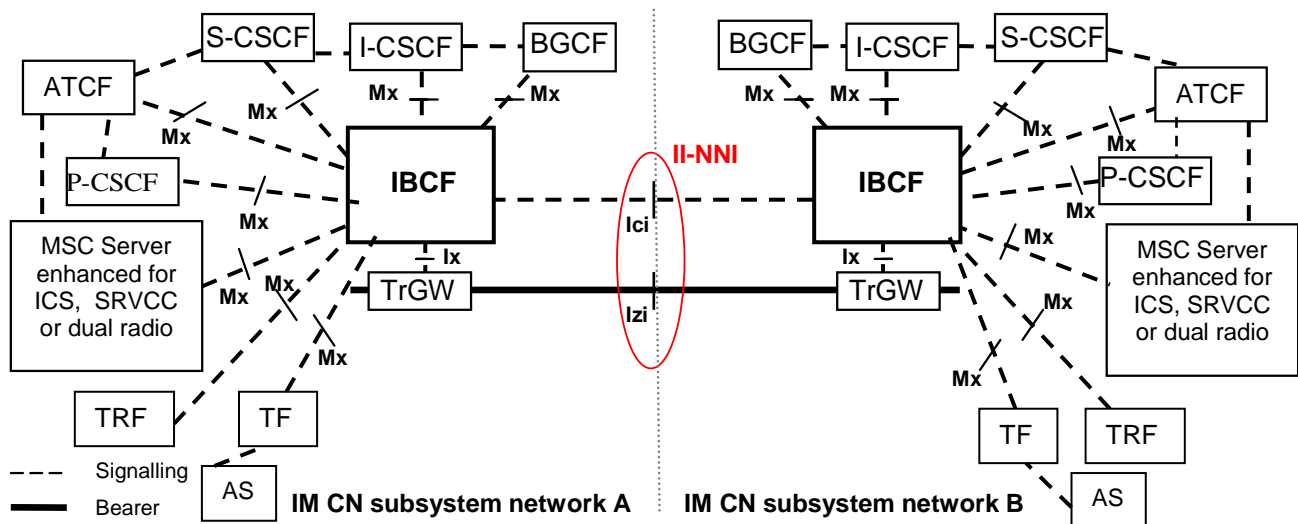 S-CSCF
I-CSCF
BGCF
BGCF
I-CSCF
S-CSCF
ATCF
ATCF
Mx
Mx
Mx
Mx
Mx
Mx
Mx
Mx
P-CSCF
IBCF
II-NNI
IBCF
P-CSCF
Mx
Mx
Ici
MSC Server
enhanced for
ICS, SRVCC
or dual radio
Mx
Mx
Mx
Ix
Ix
Mx
MSC Server
enhanced for
ICS, SRVCC
or dual radio
TrGW
TrGW
Izi
Mx
Mx
TRF
TF
TF
TRF
Signalling
Bearer
AS
AS
IM CN subsystem network A
IM CN subsystem network B